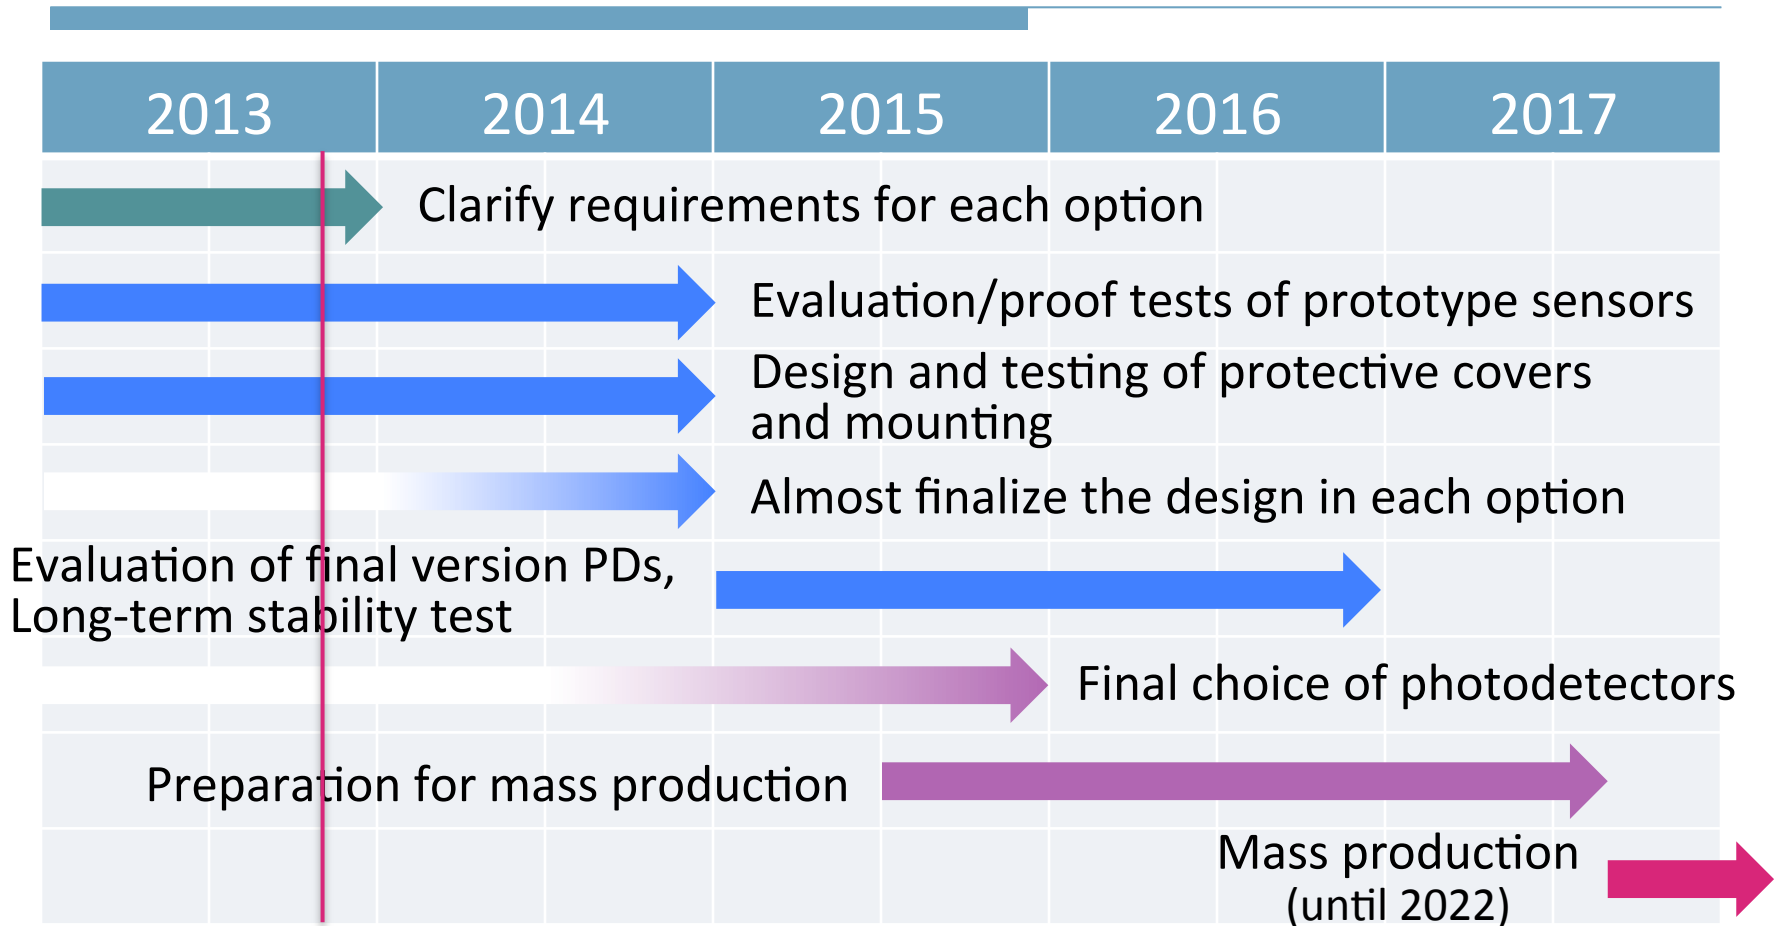 2013 2014 2015 2016 2017
Clarify requirements for each option
Evaluation/proof tests of prototype sensors
Design and testing of protective covers
and mounting
Almost finalize the design in each option
Evaluation of final version PDs,
Long-term stability test
Final choice of photodetectors
Preparation for mass production
Mass production
(until 2022)